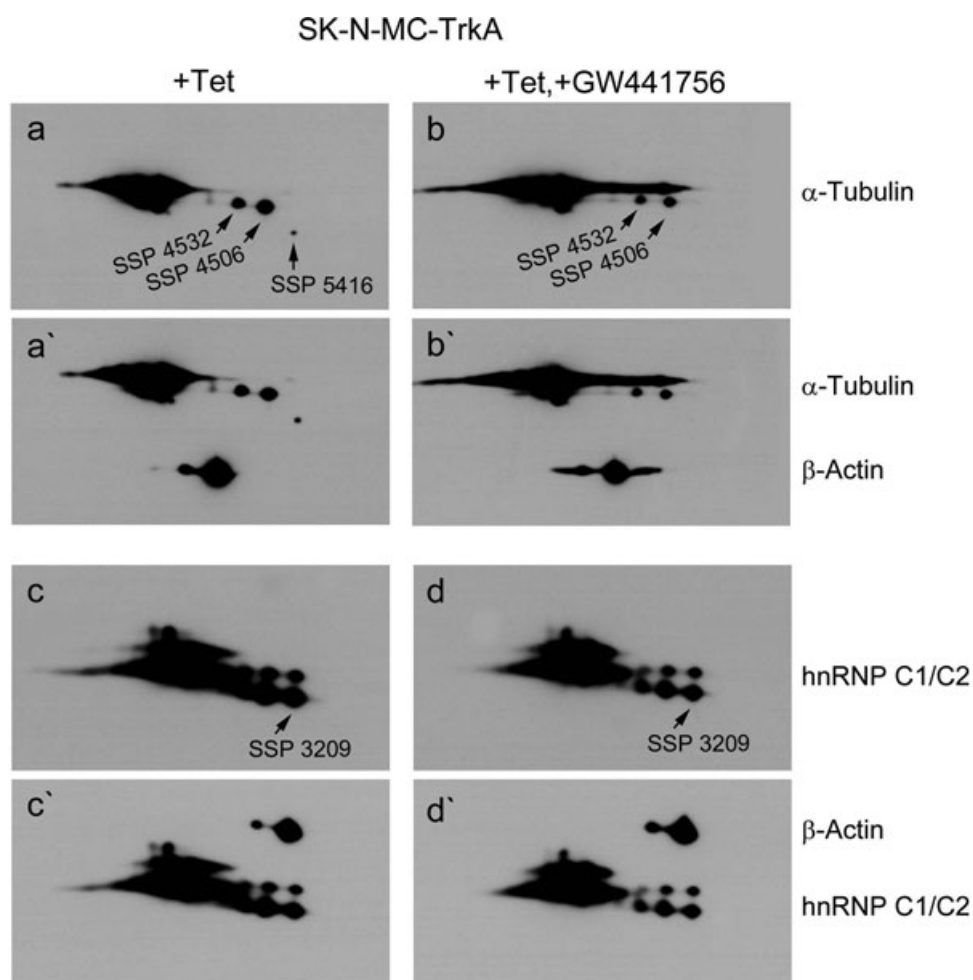 SK-N-MC-TrkA
+Tet
+Tet,+GW441756
a
b
α-Tubulin
SSP 4532
SSP 4506
SSP 5416
SSP 4532
SSP 4506
a`
b`
α-Tubulin
β-Actin
c
d
hnRNP C1/C2
SSP 3209
SSP 3209
c`
d`
β-Actin
hnRNP C1/C2